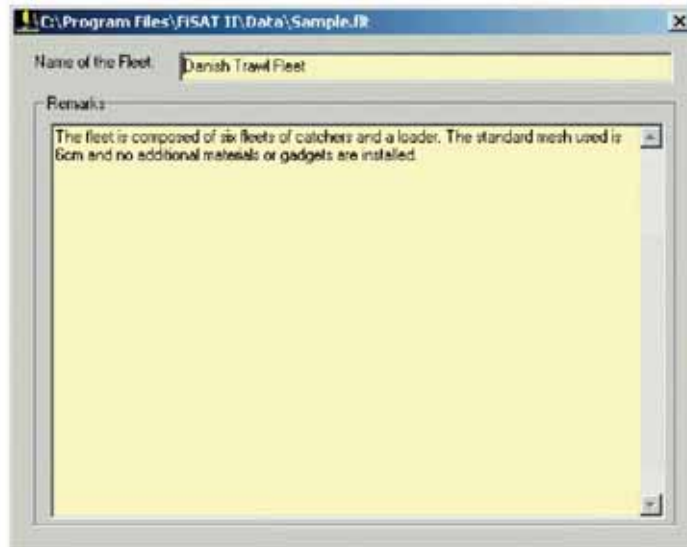 C:\Program Files\FiSAT II\Data\Sample.flt
Name of the Fleet: Danish Trawl Fleet
Remarks
The fleet is composed of six fleets of catchers and a loader. The standard mesh used is
6cm and no additional materials or gadgets are installed.